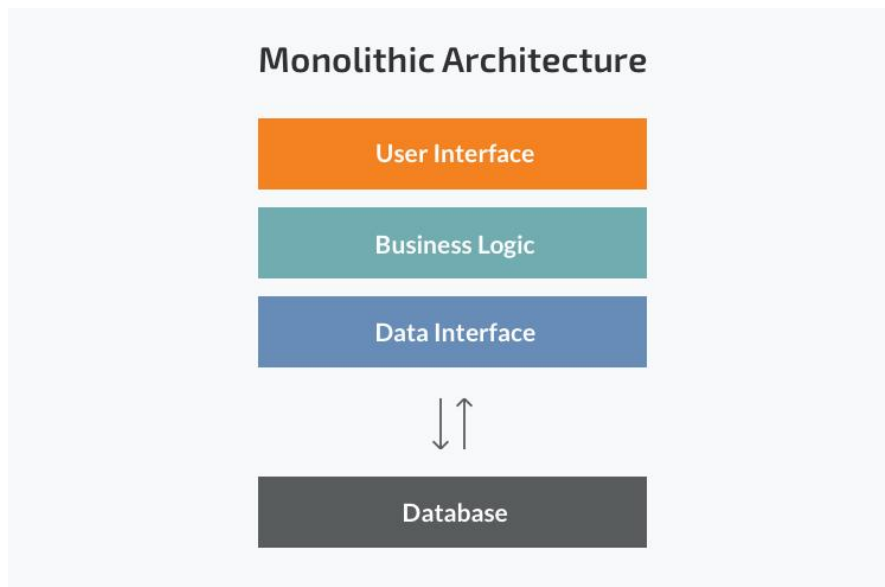 Monolithic Architecture
User Interface
Business Logic
Data Interface
Database